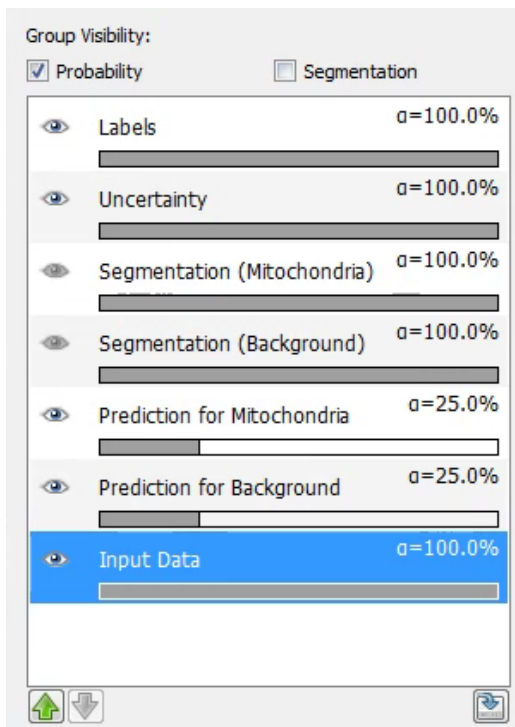 Group Visibility:
Probability Segmentation
Labels α=100.0%
Uncertainty α=100.0%
Segmentation (Mitochondria) α=100.0%
Segmentation (Background) α=100.0%
Prediction for Mitochondria α=25.0%
Prediction for Background α=25.0%
Input Data α=100.0%